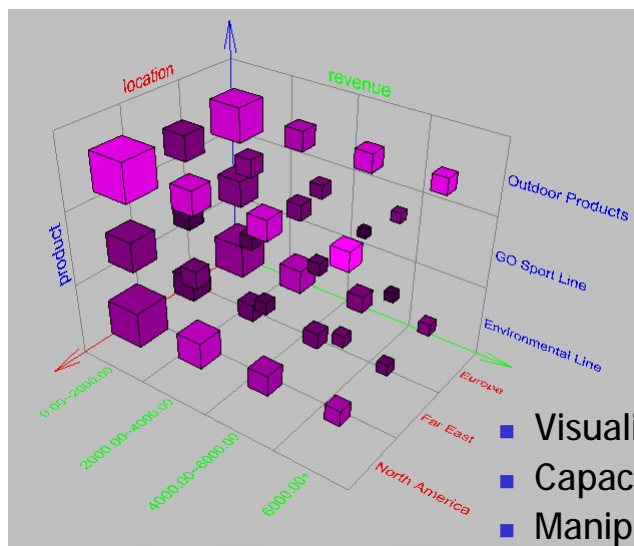 location
revenue
product
Outdoor Products
GO Sport Line
Environmental Line
Europe
Far East
North America
0.00~2000.00
2000.00~4000.00
4000.00~6000.00
6000.00+
Visuali
Capac
Manip